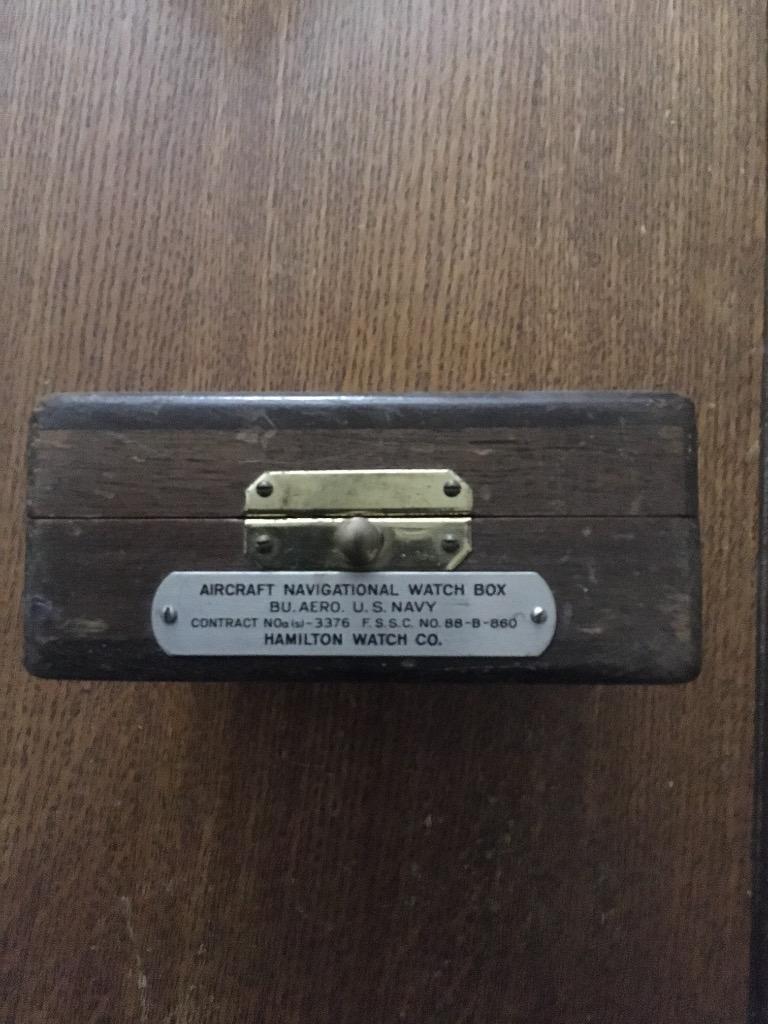 AIRCRAFT NAVIGATIONAL WATCH BOX
BU. AERO. U.S. NAVY
CONTRACT NOa(s)-3376 F.S.S.C. NO. 88-B-860
HAMILTON WATCH CO.